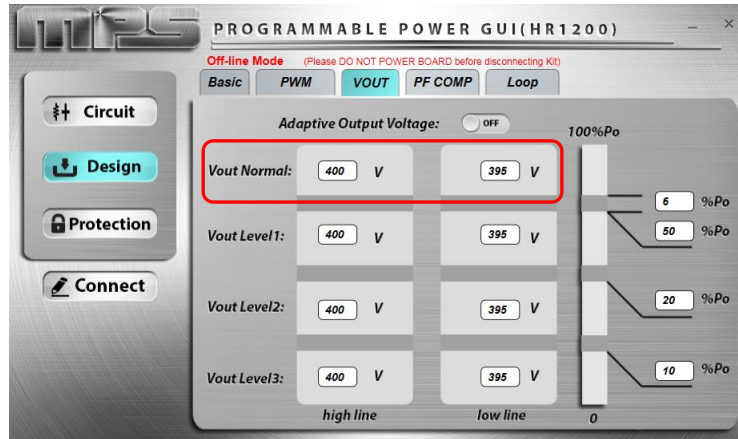 MPS PROGRAMMABLE POWER GUI(HR1200)
Off-line Mode (Please DO NOT POWER BOARD before disconnecting Kit)
Basic PWM VOUT PF COMP Loop
Circuit
Design
Protection
Connect
Adaptive Output Voltage: OFF
100%Po
Vout Normal: 400 V 395 V
6 %Po
Vout Level1: 400 V 395 V
50 %Po
Vout Level2: 400 V 395 V
20 %Po
Vout Level3: 400 V 395 V
10 %Po
high line low line 0